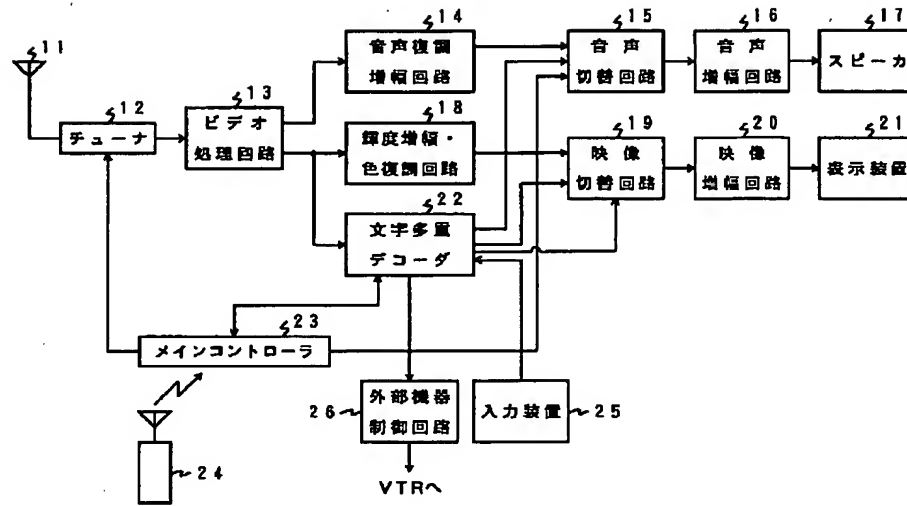 11
12
チューナ
13
ビデオ
処理回路
14
音声復調
増幅回路
15
音声
切替回路
16
音声
増幅回路
17
スピーカ
18
輝度増幅・
色復調回路
19
映像
切替回路
20
映像
増幅回路
21
表示装置
22
文字多重
デコーダ
23
メインコントローラ
24
26
外部機器
制御回路
入力装置
25
VTRへ